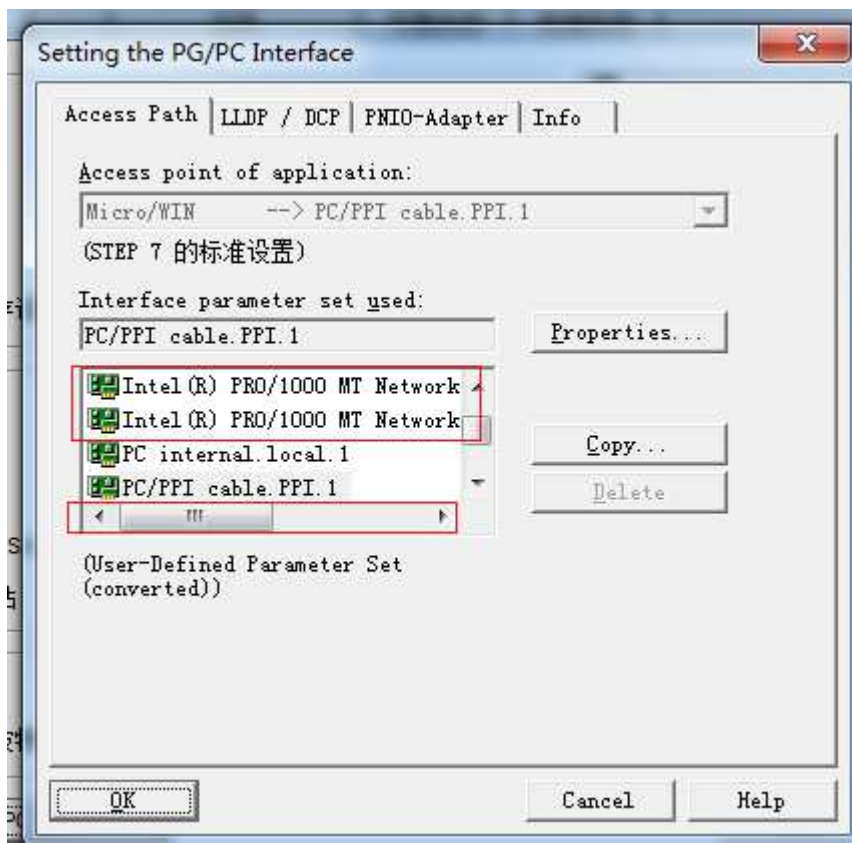 Setting the PG/PC Interface
Access Path LLDP / DCP PNIO-Adapter Info
Access point of application:
Micro/WIN --> PC/PPI cable.PPI.1
(STEP 7 的标准设置)
Interface parameter set used:
PC/PPI cable.PPI.1
Properties...
Intel(R) PRO/1000 MT Network
Intel(R) PRO/1000 MT Network
PC internal.local.1
PC/PPI cable.PPI.1
Copy...
Delete
(User-Defined Parameter Set
(converted))
OK Cancel Help